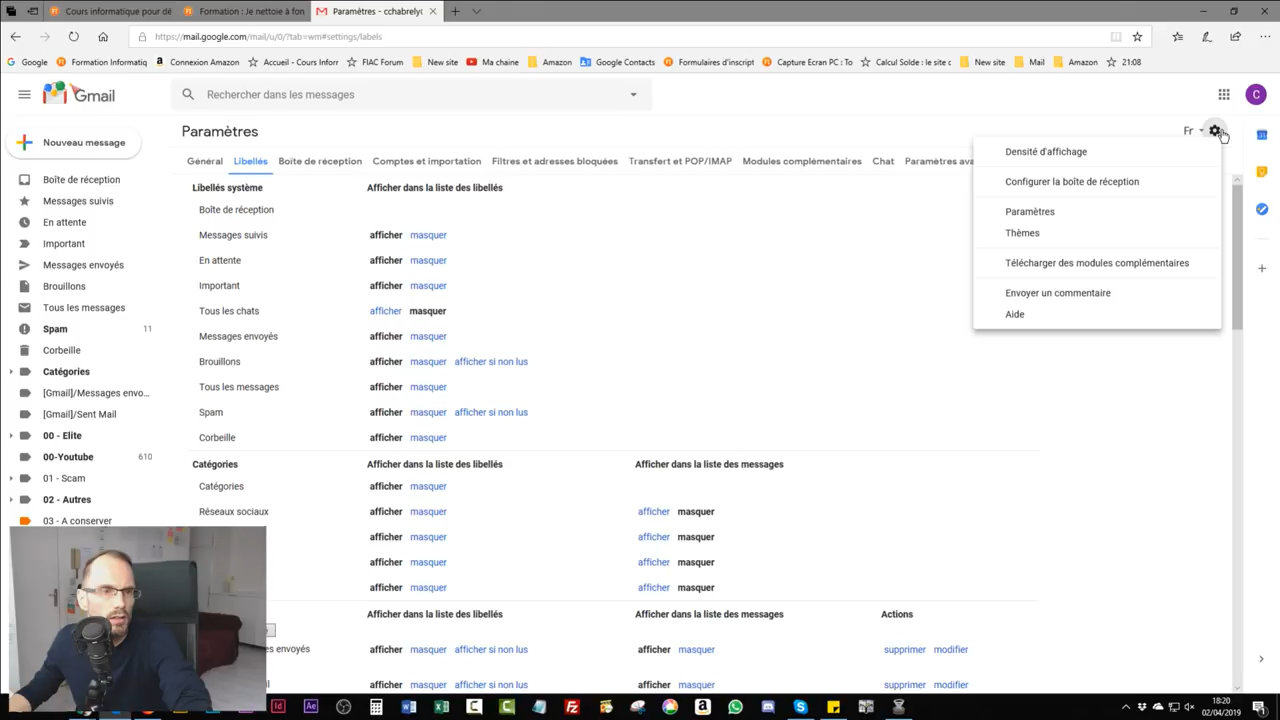 Cours informatique pour dé
Formation : Je nettoie à fon
Paramètres - cchabrely@
https://mail.google.com/mail/u/0/?tab=wm#settings/labels
Google Formation Informatiq Connexion Amazon Accueil - Cours Inforr FIAC Forum New site Ma chaine Amazon Google Contacts Formulaires d'inscript Capture Ecran PC : To Calcul Solde : le site c New site Mail Amazon 21:08
Gmail
Rechercher dans les messages
C
Paramètres
Fr
Nouveau message
Général Libellés Boîte de réception Comptes et importation Filtres et adresses bloquées Transfert et POP/IMAP Modules complémentaires Chat Paramètres ava
Densité d'affichage
Configurer la boîte de réception
Paramètres
Thèmes
Télécharger des modules complémentaires
Envoyer un commentaire
Aide
Boîte de réception
Messages suivis
En attente
Important
Messages envoyés
Brouillons
Tous les messages
Spam 11
Corbeille
Catégories
[Gmail]/Messages envo...
[Gmail]/Sent Mail
00 - Elite
00-Youtube 610
01 - Scam
02 - Autres
03 - A conserver
Libellés système Afficher dans la liste des libellés
Boîte de réception
Messages suivis afficher masquer
En attente afficher masquer
Important afficher masquer
Tous les chats afficher masquer
Messages envoyés afficher masquer
Brouillons afficher masquer afficher si non lus
Tous les messages afficher masquer
Spam afficher masquer afficher si non lus
Corbeille afficher masquer
Catégories Afficher dans la liste des libellés Afficher dans la liste des messages
Catégories afficher masquer
Réseaux sociaux afficher masquer afficher masquer
afficher masquer afficher masquer
afficher masquer afficher masquer
afficher masquer afficher masquer
Afficher dans la liste des libellés Afficher dans la liste des messages Actions
es envoyés afficher masquer afficher si non lus afficher masquer supprimer modifier
il afficher masquer afficher si non lus afficher masquer supprimer modifier
Id Ae
18:20
02/04/2019